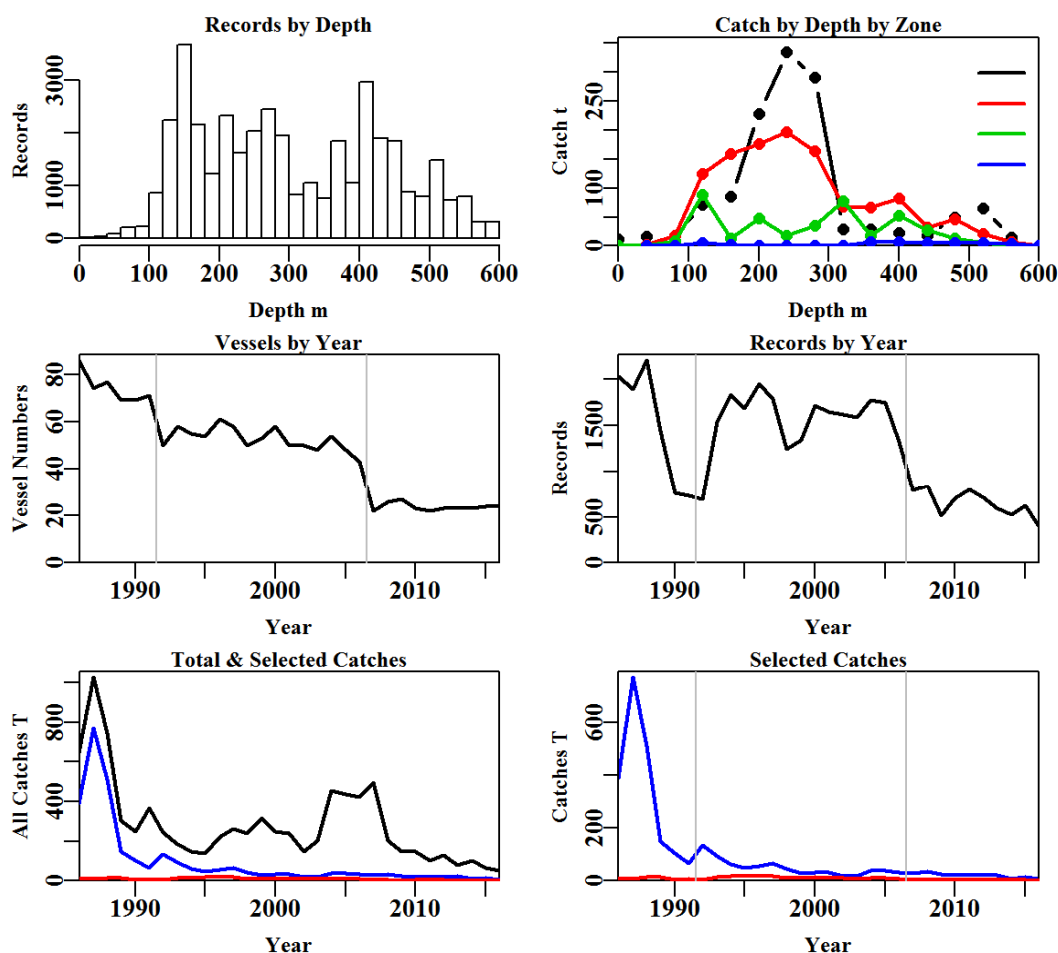 Records by Depth
Records
0 1000 3000
0 100 200 300 400 500 600
Depth m
Catch by Depth by Zone
Catch t
0 100 250
0 100 200 300 400 500 600
Depth m
Vessels by Year
Vessel Numbers
0 20 40 60 80
1990 2000 2010
Year
Records by Year
Records
0 500 1500
1990 2000 2010
Year
Total & Selected Catches
All Catches T
0 400 800
1990 2000 2010
Year
Selected Catches
Catches T
0 200 600
1990 2000 2010
Year